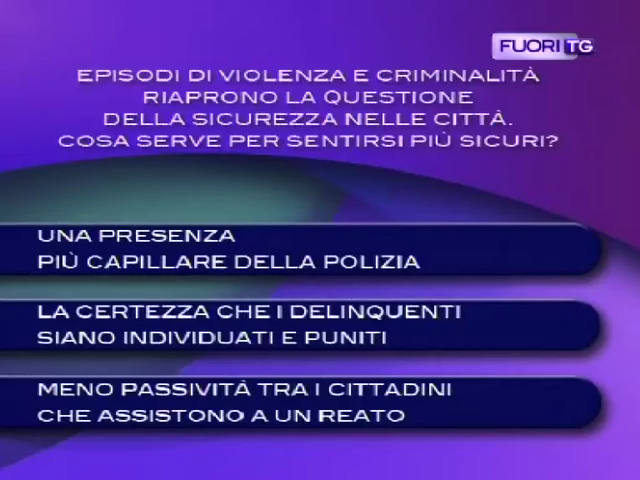 FUORI TG
EPISODI DI VIOLENZA E CRIMINALITÀ
RIAPRONO LA QUESTIONE
DELLA SICUREZZA NELLE CITTÀ.
COSA SERVE PER SENTIRSI PIÙ SICURI?
UNA PRESENZA
PIÙ CAPILLARE DELLA POLIZIA
LA CERTEZZA CHE I DELINQUENTI
SIANO INDIVIDUATI E PUNITI
MENO PASSIVITÀ TRA I CITTADINI
CHE ASSISTONO A UN REATO